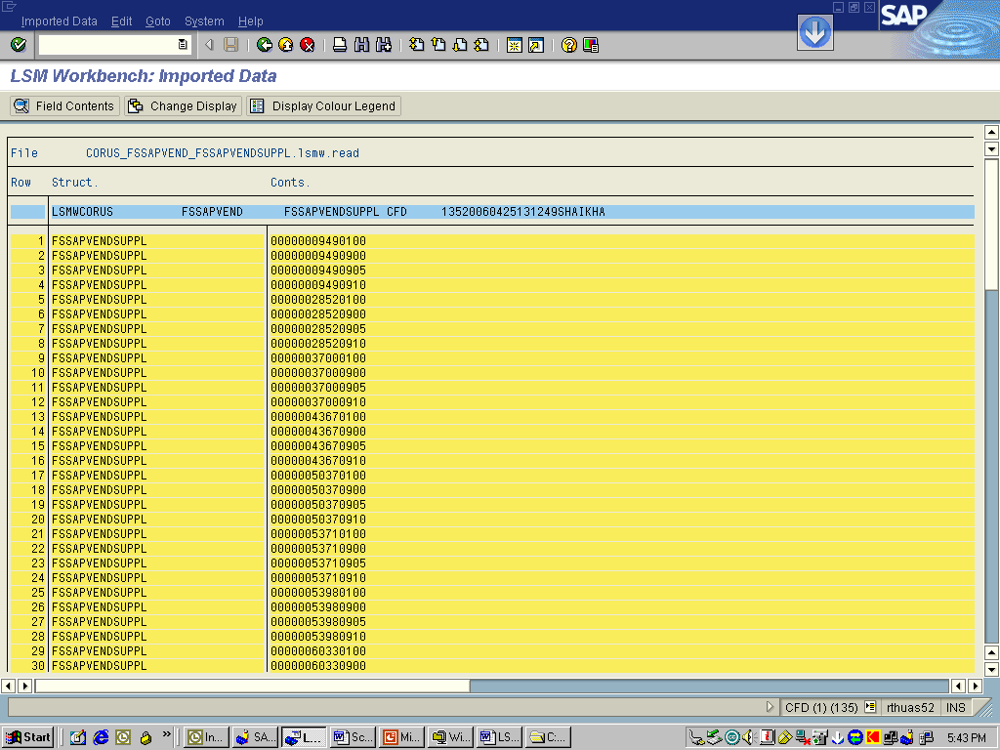 Imported Data Edit Goto System Help
SAP
LSM Workbench: Imported Data
Field Contents Change Display Display Colour Legend
File CORUS_FSSAPVEND_FSSAPVENDSUPPL.lsmw.read
Row Struct. Conts.
LSMWCORUS FSSAPVEND FSSAPVENDSUPPL CFD 13520060425131249SHAIKHA
1 FSSAPVENDSUPPL 00000009490100
2 FSSAPVENDSUPPL 00000009490900
3 FSSAPVENDSUPPL 00000009490905
4 FSSAPVENDSUPPL 00000009490910
5 FSSAPVENDSUPPL 00000028520100
6 FSSAPVENDSUPPL 00000028520900
7 FSSAPVENDSUPPL 00000028520905
8 FSSAPVENDSUPPL 00000028520910
9 FSSAPVENDSUPPL 00000037000100
10 FSSAPVENDSUPPL 00000037000900
11 FSSAPVENDSUPPL 00000037000905
12 FSSAPVENDSUPPL 00000037000910
13 FSSAPVENDSUPPL 00000043670100
14 FSSAPVENDSUPPL 00000043670900
15 FSSAPVENDSUPPL 00000043670905
16 FSSAPVENDSUPPL 00000043670910
17 FSSAPVENDSUPPL 00000050370100
18 FSSAPVENDSUPPL 00000050370900
19 FSSAPVENDSUPPL 00000050370905
20 FSSAPVENDSUPPL 00000050370910
21 FSSAPVENDSUPPL 00000053710100
22 FSSAPVENDSUPPL 00000053710900
23 FSSAPVENDSUPPL 00000053710905
24 FSSAPVENDSUPPL 00000053710910
25 FSSAPVENDSUPPL 00000053980100
26 FSSAPVENDSUPPL 00000053980900
27 FSSAPVENDSUPPL 00000053980905
28 FSSAPVENDSUPPL 00000053980910
29 FSSAPVENDSUPPL 00000060330100
30 FSSAPVENDSUPPL 00000060330900
CFD (1) (135) rthuas52 INS
Start » In... SA... L... Sc... Mi... Wi... LS... C:... 5:43 PM